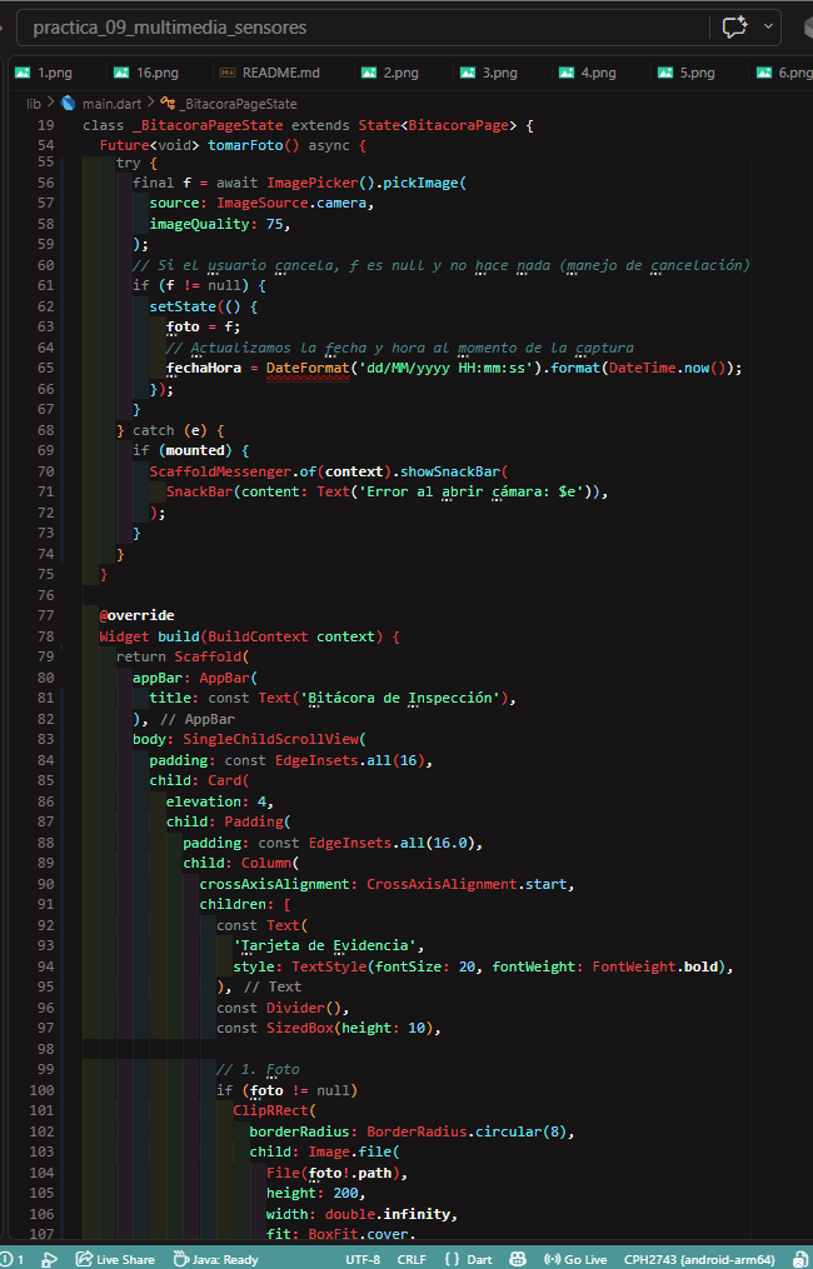 practica_09_multimedia_sensores
1.png 16.png README.md 2.png 3.png 4.png 5.png 6.png
lib > main.dart > _BitacoraPageState
19 class _BitacoraPageState extends State<BitacoraPage> {
54 Future<void> tomarFoto() async {
55 try {
56 final f = await ImagePicker().pickImage(
57 source: ImageSource.camera,
58 imageQuality: 75,
59 );
60 // Si el usuario cancela, f es null y no hace nada (manejo de cancelación)
61 if (f != null) {
62 setState(() {
63 foto = f;
64 // Actualizamos la fecha y hora al momento de la captura
65 fechaHora = DateFormat('dd/MM/yyyy HH:mm:ss').format(DateTime.now());
66 });
67 }
68 } catch (e) {
69 if (mounted) {
70 ScaffoldMessenger.of(context).showSnackBar(
71 SnackBar(content: Text('Error al abrir cámara: $e')),
72 );
73 }
74 }
75 }
76
77 @override
78 Widget build(BuildContext context) {
79 return Scaffold(
80 appBar: AppBar(
81 title: const Text('Bitácora de Inspección'),
82 ), // AppBar
83 body: SingleChildScrollView(
84 padding: const EdgeInsets.all(16),
85 child: Card(
86 elevation: 4,
87 child: Padding(
88 padding: const EdgeInsets.all(16.0),
89 child: Column(
90 crossAxisAlignment: CrossAxisAlignment.start,
91 children: [
92 const Text(
93 'Tarjeta de Evidencia',
94 style: TextStyle(fontSize: 20, fontWeight: FontWeight.bold),
95 ), // Text
96 const Divider(),
97 const SizedBox(height: 10),
98
99 // 1. Foto
100 if (foto != null)
101 ClipRRect(
102 borderRadius: BorderRadius.circular(8),
103 child: Image.file(
104 File(foto!.path),
105 height: 200,
106 width: double.infinity,
107 fit: BoxFit.cover,
1 Live Share Java: Ready UTF-8 CRLF { } Dart Go Live CPH2743 (android-arm64)